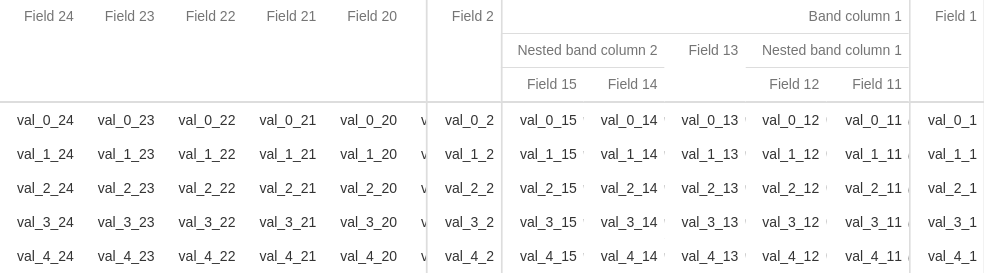 Field 24 Field 23 Field 22 Field 21 Field 20 Field 2 Band column 1 Field 1
Nested band column 2 Field 13 Nested band column 1
Field 15 Field 14 Field 12 Field 11
val_0_24 val_0_23 val_0_22 val_0_21 val_0_20 val_0_2 val_0_15 val_0_14 val_0_13 val_0_12 val_0_11 val_0_1
val_1_24 val_1_23 val_1_22 val_1_21 val_1_20 val_1_2 val_1_15 val_1_14 val_1_13 val_1_12 val_1_11 val_1_1
val_2_24 val_2_23 val_2_22 val_2_21 val_2_20 val_2_2 val_2_15 val_2_14 val_2_13 val_2_12 val_2_11 val_2_1
val_3_24 val_3_23 val_3_22 val_3_21 val_3_20 val_3_2 val_3_15 val_3_14 val_3_13 val_3_12 val_3_11 val_3_1
val_4_24 val_4_23 val_4_22 val_4_21 val_4_20 val_4_2 val_4_15 val_4_14 val_4_13 val_4_12 val_4_11 val_4_1